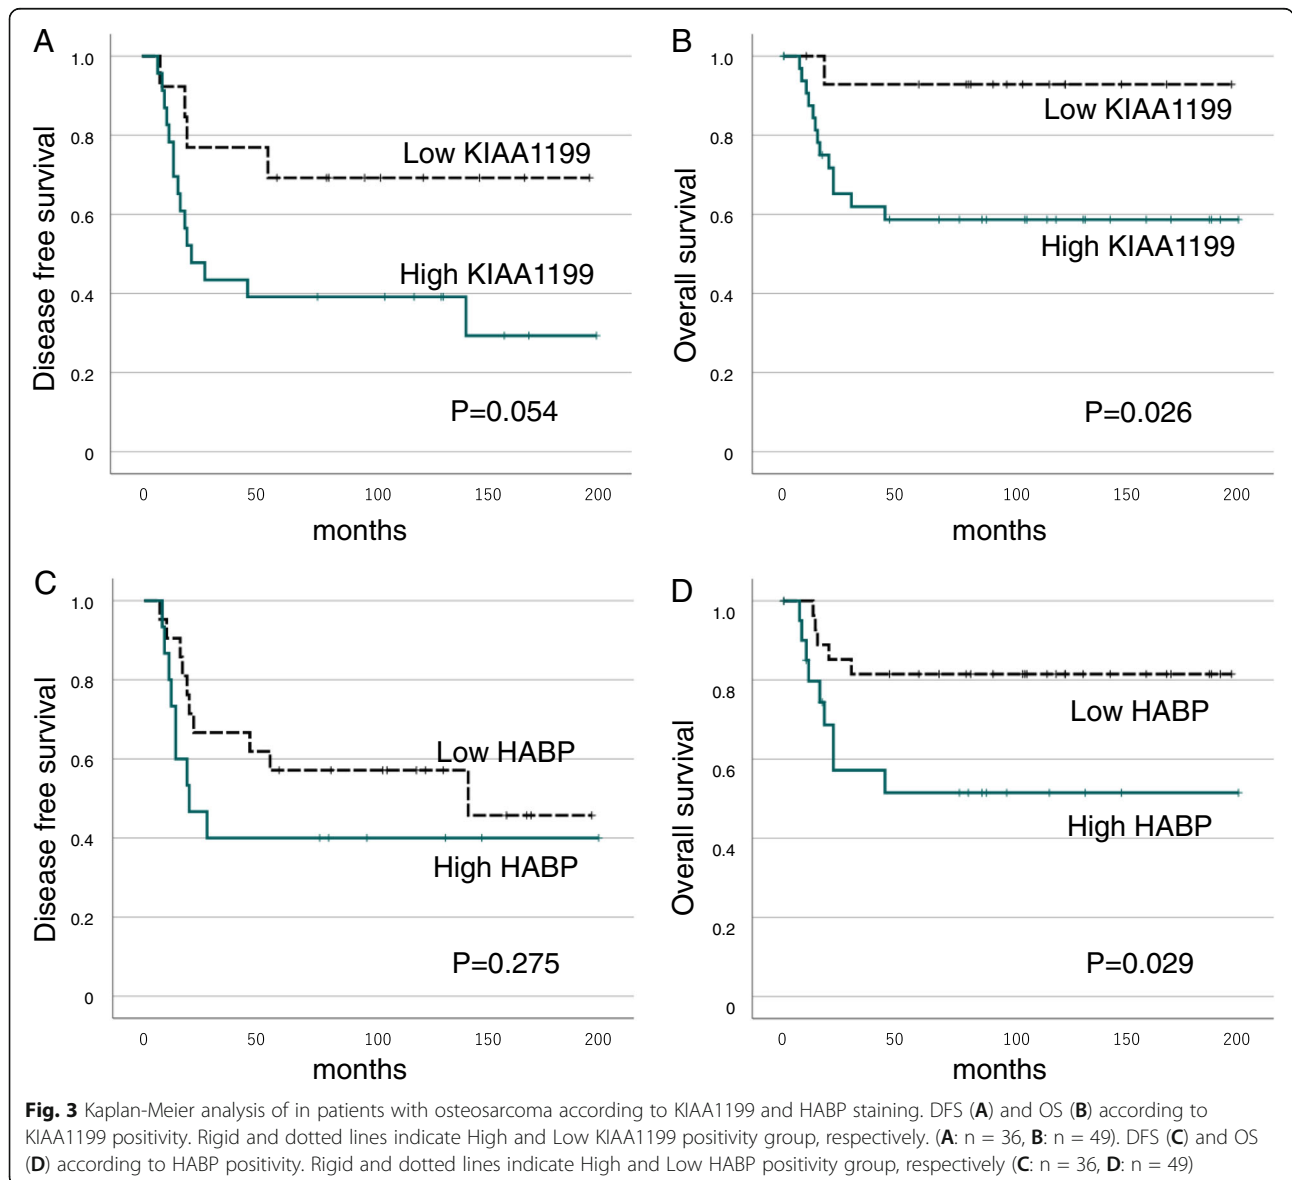 A
1.0
0.8
0.6
0.4
0.2
0
Disease free survival
Low KIAA1199
High KIAA1199
P=0.054
0 50 100 150 200
months
B
1.0
0.8
0.6
0.4
0.2
0
Overall survival
Low KIAA1199
High KIAA1199
P=0.026
0 50 100 150 200
months
C
1.0
0.8
0.6
0.4
0.2
0
Disease free survival
Low HABP
High HABP
P=0.275
0 50 100 150 200
months
D
1.0
0.8
0.6
0.4
0.2
0
Overall survival
Low HABP
High HABP
P=0.029
0 50 100 150 200
months
Fig. 3 Kaplan-Meier analysis of in patients with osteosarcoma according to KIAA1199 and HABP staining. DFS (A) and OS (B) according to
KIAA1199 positivity. Rigid and dotted lines indicate High and Low KIAA1199 positivity group, respectively. (A: n = 36, B: n = 49). DFS (C) and OS
(D) according to HABP positivity. Rigid and dotted lines indicate High and Low HABP positivity group, respectively (C: n = 36, D: n = 49)